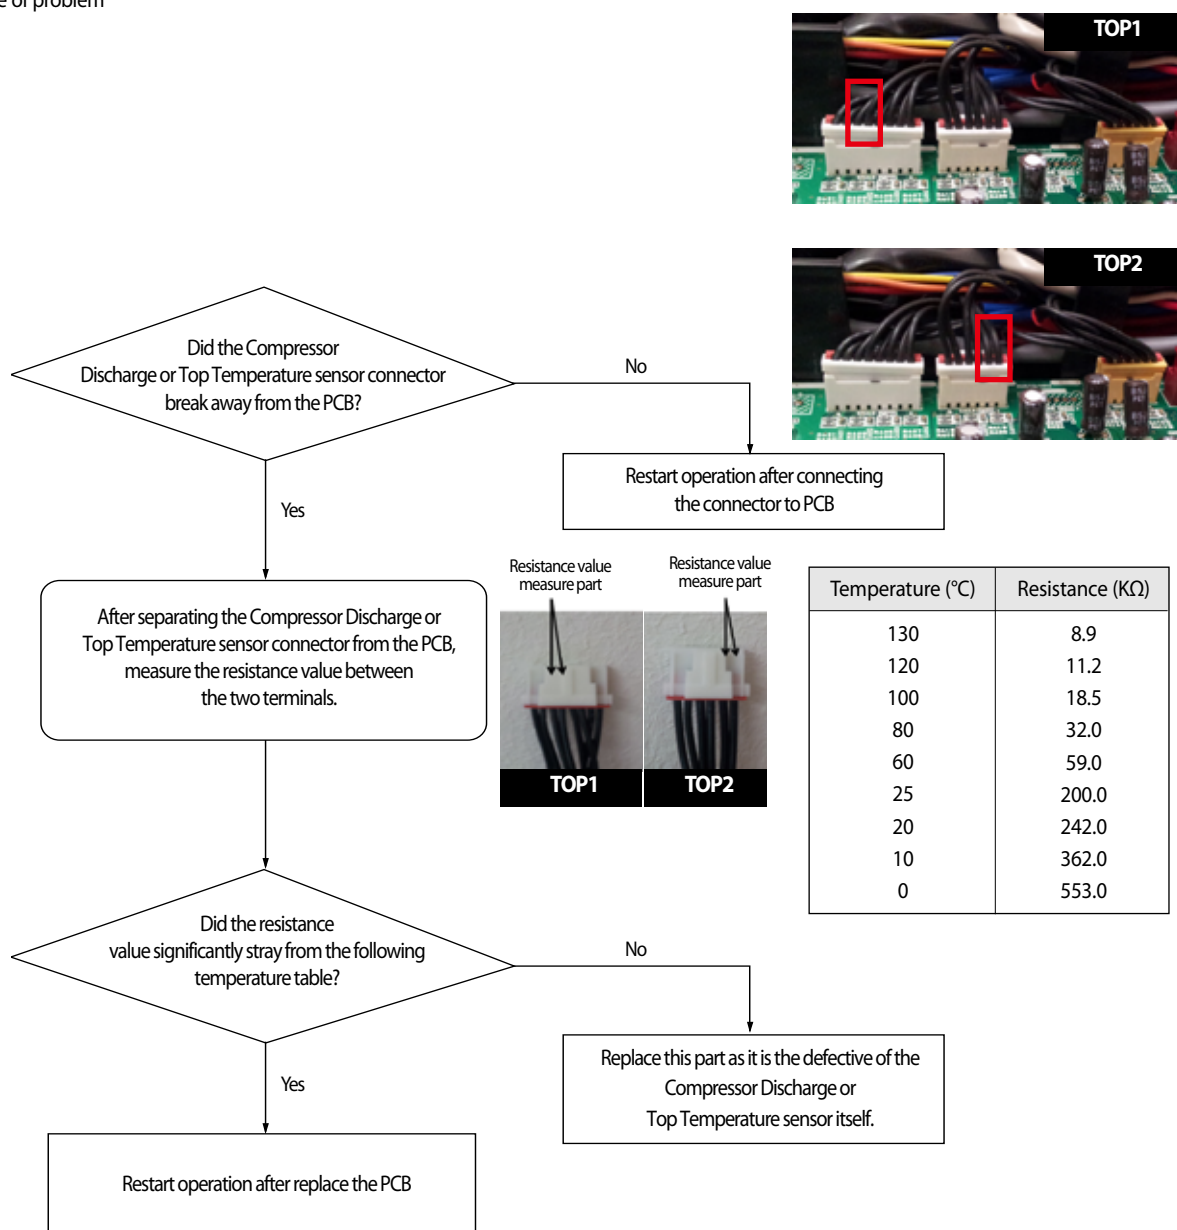 e of problem
TOP1
TOP2
Did the Compressor
Discharge or Top Temperature sensor connector
break away from the PCB?
No
Restart operation after connecting
the connector to PCB
Yes
After separating the Compressor Discharge or
Top Temperature sensor connector from the PCB,
measure the resistance value between
the two terminals.
Resistance value
measure part
Resistance value
measure part
TOP1
TOP2
Temperature (°C) Resistance (KΩ)
130 8.9
120 11.2
100 18.5
80 32.0
60 59.0
25 200.0
20 242.0
10 362.0
0 553.0
Did the resistance
value significantly stray from the following
temperature table?
No
Replace this part as it is the defective of the
Compressor Discharge or
Top Temperature sensor itself.
Yes
Restart operation after replace the PCB